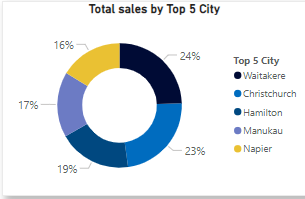 Total sales by Top 5 City
16%
24%
17%
19%
23%
Top 5 City
Waitakere
Christchurch
Hamilton
Manukau
Napier